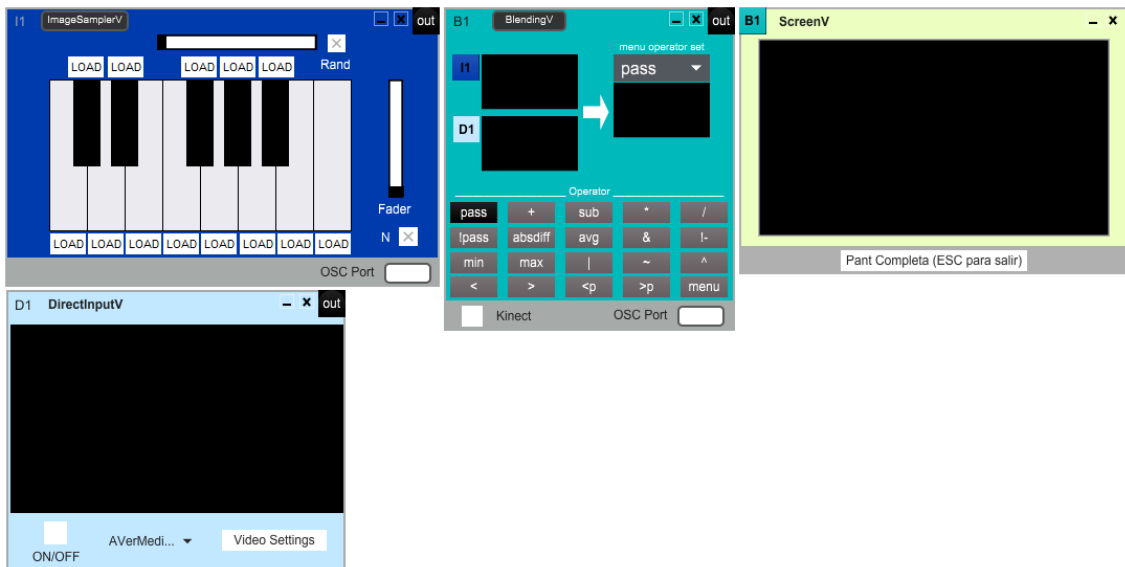 I1 ImageSamplerV out
Rand
LOAD LOAD LOAD LOAD LOAD
Fader
N
LOAD LOAD LOAD LOAD LOAD LOAD LOAD LOAD
OSC Port
B1 BlendingV out
menu operator set
I1 pass
D1
Operator
pass + sub * /
!pass absdiff avg & !-
min max | ~ ^
< > <p >p menu
Kinect OSC Port
B1 ScreenV
Pant Completa (ESC para salir)
D1 DirectInputV out
ON/OFF AVerMedi... Video Settings